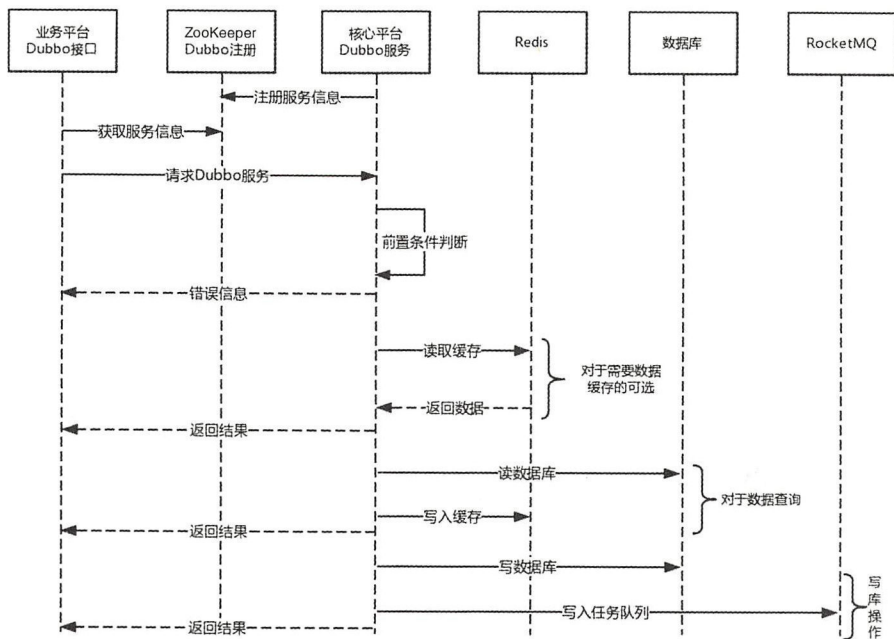 业务平台
Dubbo接口
ZooKeeper
Dubbo注册
核心平台
Dubbo服务
Redis
数据库
RocketMQ
注册服务信息
获取服务信息
请求Dubbo服务
前置条件判断
错误信息
读取缓存
对于需要数据
缓存的可选
返回数据
返回结果
读数据库
对于数据查询
写入缓存
返回结果
写数据库
写
库
操
作
写入任务队列
返回结果